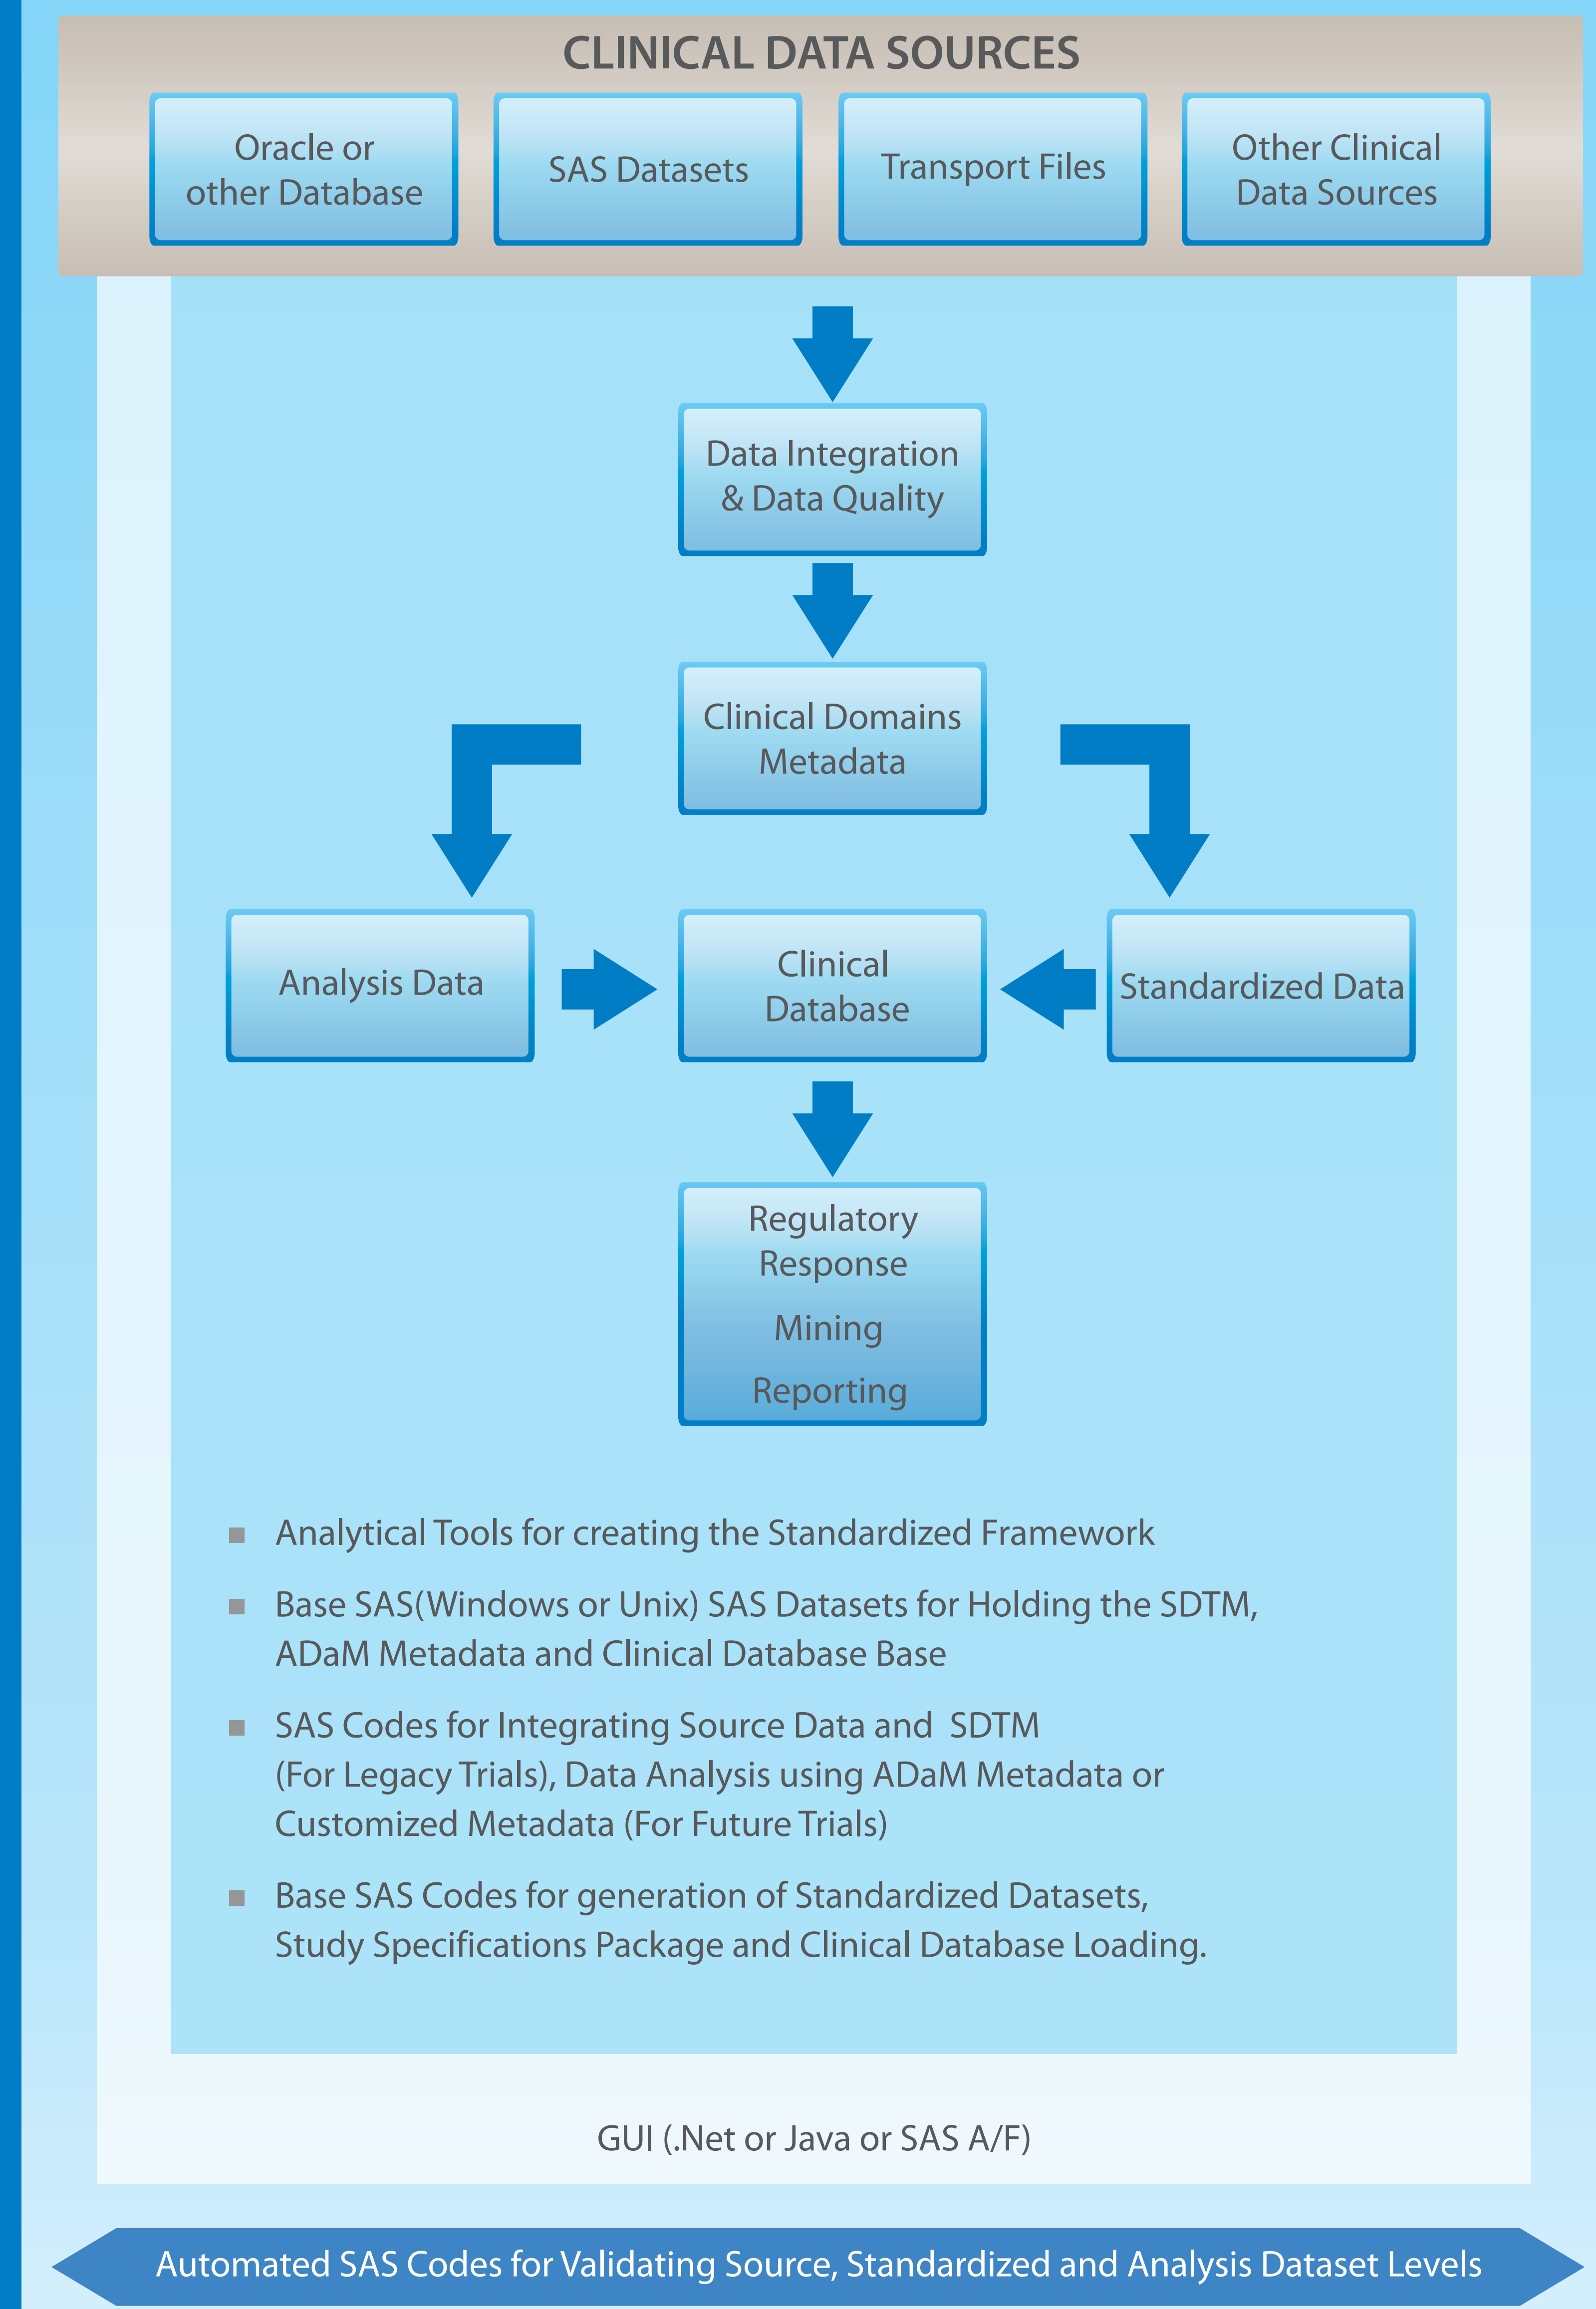 CLINICAL DATA SOURCES
Oracle or
other Database
SAS Datasets
Transport Files
Other Clinical
Data Sources
Data Integration
& Data Quality
Clinical Domains
Metadata
Analysis Data
Clinical
Database
Standardized Data
Regulatory
Response
Mining
Reporting
Analytical Tools for creating the Standardized Framework
Base SAS(Windows or Unix) SAS Datasets for Holding the SDTM,
ADaM Metadata and Clinical Database Base
SAS Codes for Integrating Source Data and SDTM
(For Legacy Trials), Data Analysis using ADaM Metadata or
Customized Metadata (For Future Trials)
Base SAS Codes for generation of Standardized Datasets,
Study Specifications Package and Clinical Database Loading.
GUI (.Net or Java or SAS A/F)
Automated SAS Codes for Validating Source, Standardized and Analysis Dataset Levels